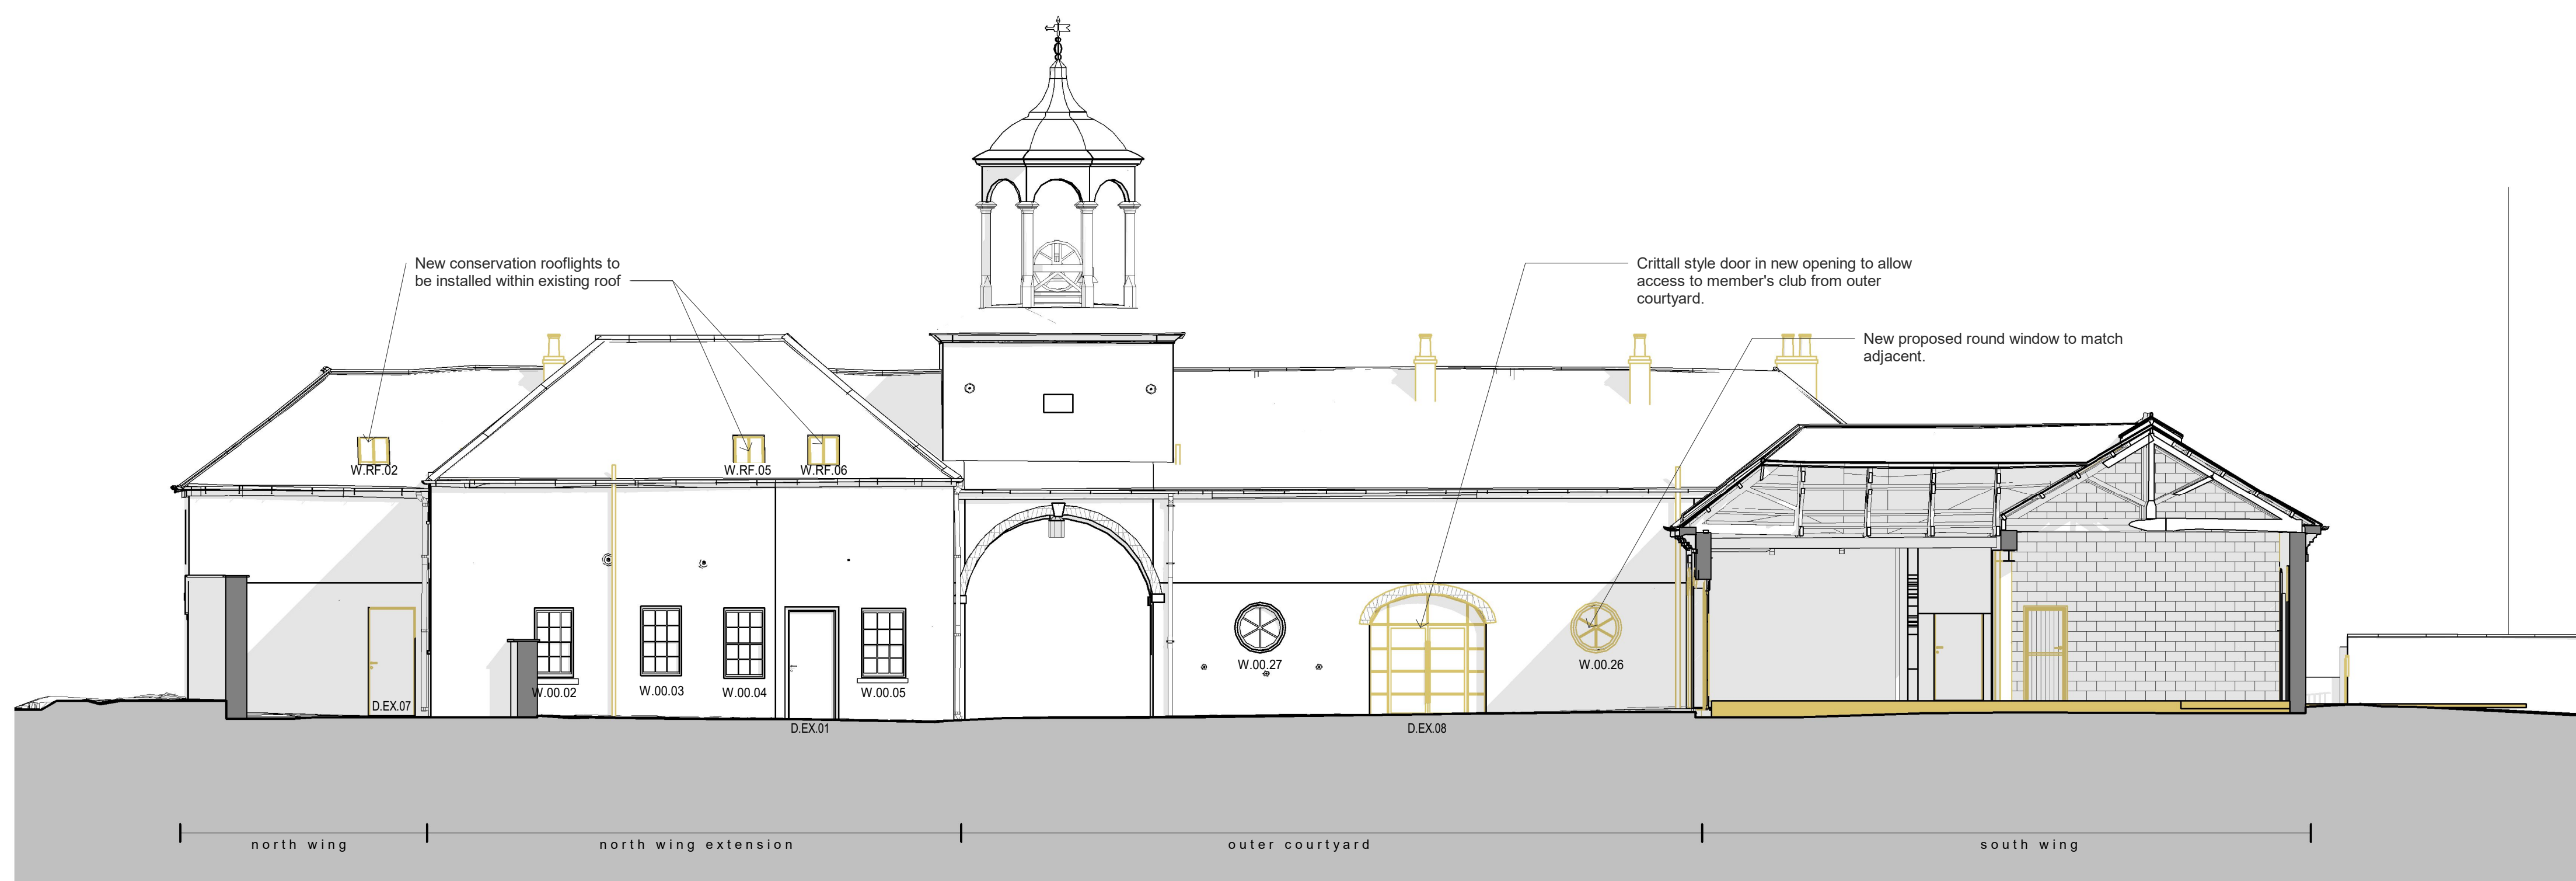 New conservation rooflights to
be installed within existing roof
Crittall style door in new opening to allow
access to member's club from outer
courtyard.
New proposed round window to match
adjacent.
W.RF.02
W.RF.05
W.RF.06
W.00.27
W.00.26
W.00.02
W.00.03
W.00.04
W.00.05
D.EX.07
D.EX.01
D.EX.08
north wing
north wing extension
outer courtyard
south wing